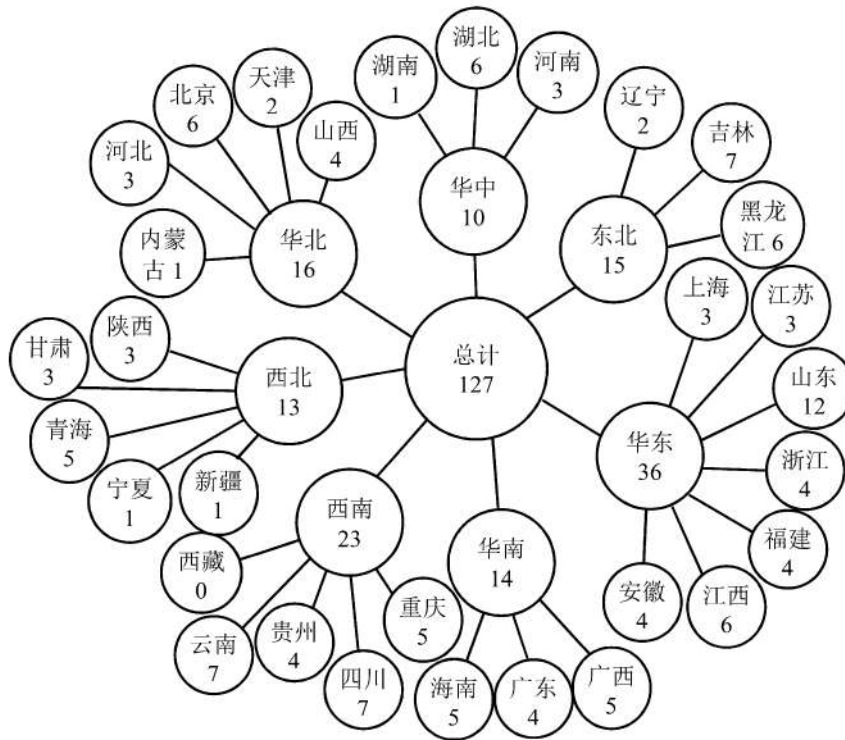 湖南
1
湖北
6
河南
3
天津
2
北京
6
山西
4
河北
3
内蒙
古 1
华北
16
华中
10
辽宁
2
吉林
7
黑龙
江 6
东北
15
总计
127
陕西
3
甘肃
3
青海
5
宁夏
1
新疆
1
西北
13
上海
3
江苏
3
山东
12
浙江
4
福建
4
江西
6
安徽
4
华东
36
西南
23
西藏
0
云南
7
贵州
4
四川
7
重庆
5
华南
14
海南
5
广东
4
广西
5